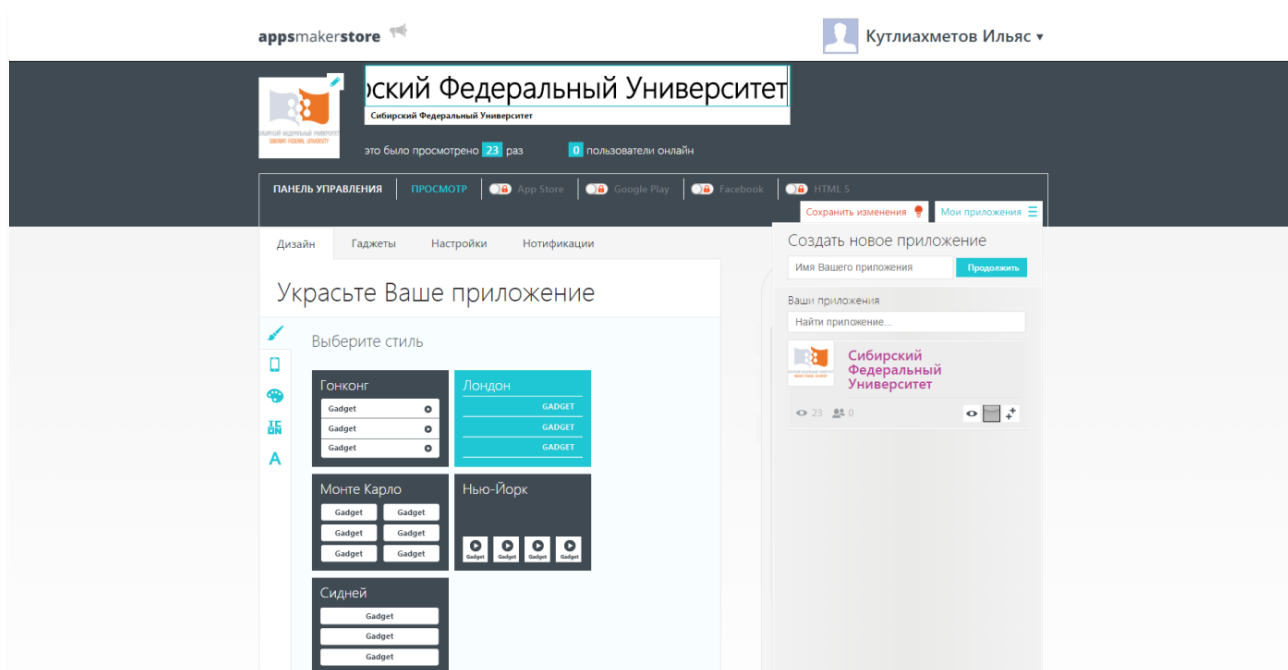 appsmakerstore
Кутлиахметов Ильяс
рский Федеральный Университет
Сибирский Федеральный Университет
это было просмотрено 23 раз
0 пользователи онлайн
ПАНЕЛЬ УПРАВЛЕНИЯ
ПРОСМОТР
App Store
Google Play
Facebook
HTML 5
Сохранить изменения
Мои приложения
Дизайн
Гаджеты
Настройки
Нотификации
Создать новое приложение
Имя Вашего приложения
Продолжить
Украсьте Ваше приложение
Ваши приложения
Найти приложение...
Выберите стиль
Сибирский
Федеральный
Университет
23
0
Гонконг
Gadget
Gadget
Gadget
Лондон
GADGET
GADGET
GADGET
Монте Карло
Gadget Gadget
Gadget Gadget
Gadget Gadget
Нью-Йорк
Gadget Gadget Gadget Gadget
Сидней
Gadget
Gadget
Gadget